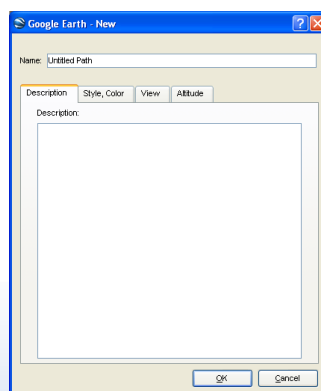 Google Earth - New
Name: Untitled Path
Description Style, Color View Altitude
Description:
OK Cancel